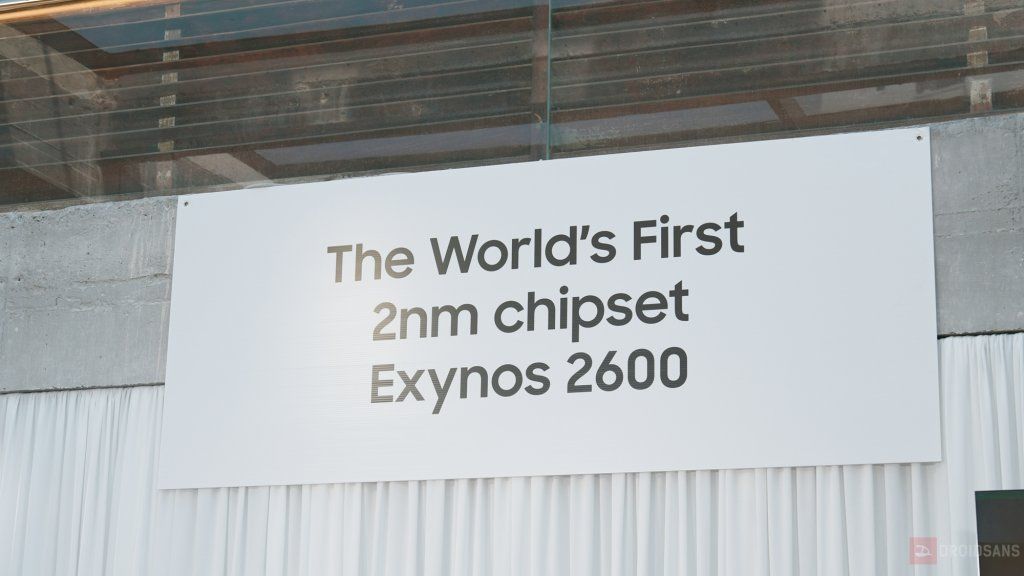 The World's First
2nm chipset
Exynos 2600
DROIDSANS